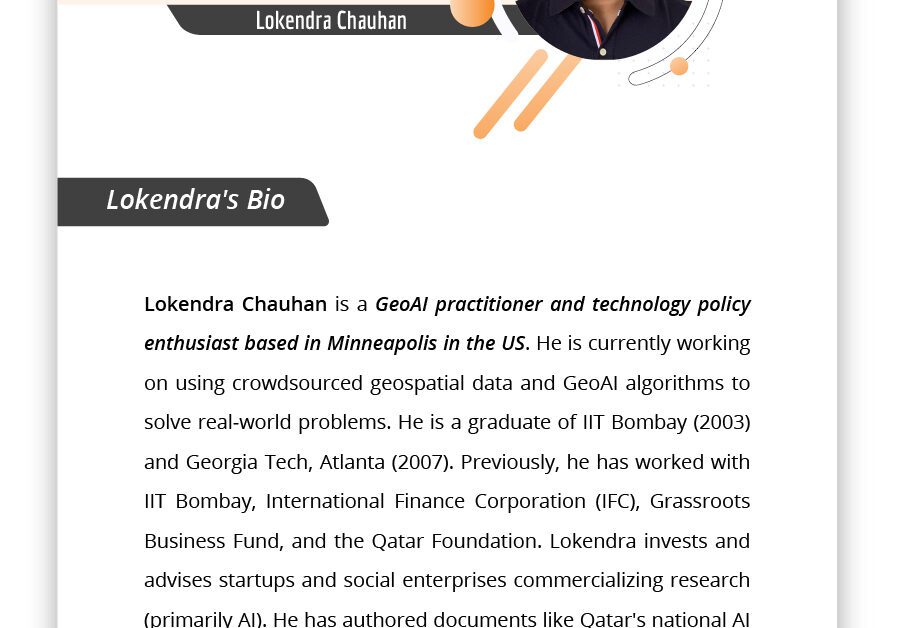 Lokendra Chauhan
Lokendra's Bio
Lokendra Chauhan is a GeoAI practitioner and technology policy
enthusiast based in Minneapolis in the US. He is currently working
on using crowdsourced geospatial data and GeoAI algorithms to
solve real-world problems. He is a graduate of IIT Bombay (2003)
and Georgia Tech, Atlanta (2007). Previously, he has worked with
IIT Bombay, International Finance Corporation (IFC), Grassroots
Business Fund, and the Qatar Foundation. Lokendra invests and
advises startups and social enterprises commercializing research
(primarily AI). He has authored documents like Qatar's national AI